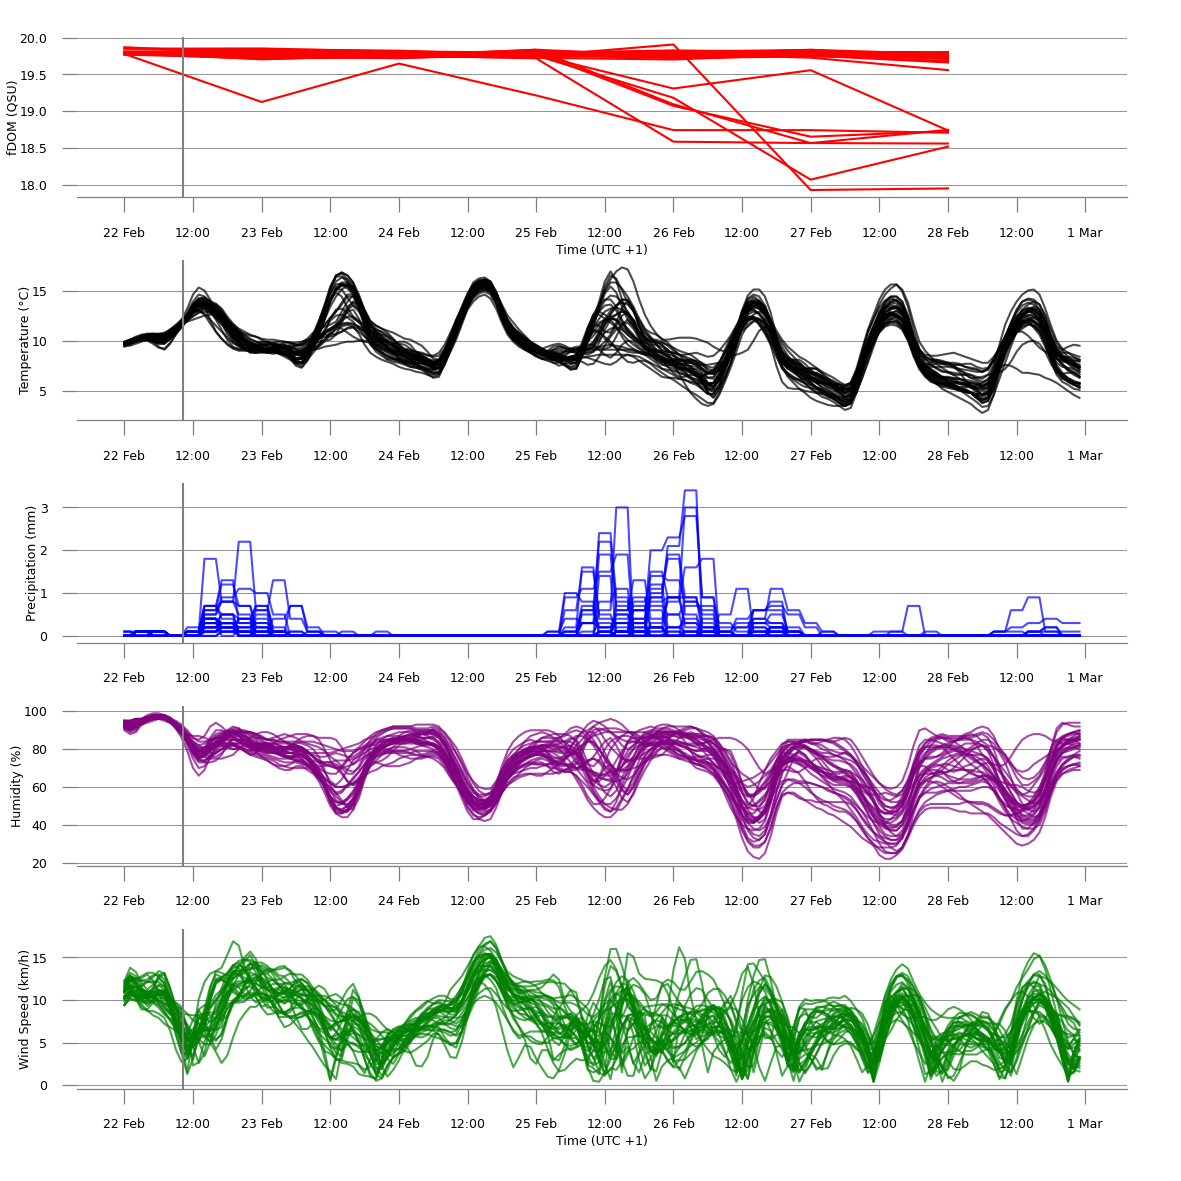 20.0
19.5
19.0
18.5
18.0
fDOM (QSU)
22 Feb 12:00 23 Feb 12:00 24 Feb 12:00 25 Feb 12:00 26 Feb 12:00 27 Feb 12:00 28 Feb 12:00 1 Mar
Time (UTC +1)
15
10
5
Temperature (°C)
22 Feb 12:00 23 Feb 12:00 24 Feb 12:00 25 Feb 12:00 26 Feb 12:00 27 Feb 12:00 28 Feb 12:00 1 Mar
3
2
1
0
Precipitation (mm)
22 Feb 12:00 23 Feb 12:00 24 Feb 12:00 25 Feb 12:00 26 Feb 12:00 27 Feb 12:00 28 Feb 12:00 1 Mar
100
80
60
40
20
Humidity (%)
22 Feb 12:00 23 Feb 12:00 24 Feb 12:00 25 Feb 12:00 26 Feb 12:00 27 Feb 12:00 28 Feb 12:00 1 Mar
15
10
5
0
Wind Speed (km/h)
22 Feb 12:00 23 Feb 12:00 24 Feb 12:00 25 Feb 12:00 26 Feb 12:00 27 Feb 12:00 28 Feb 12:00 1 Mar
Time (UTC +1)